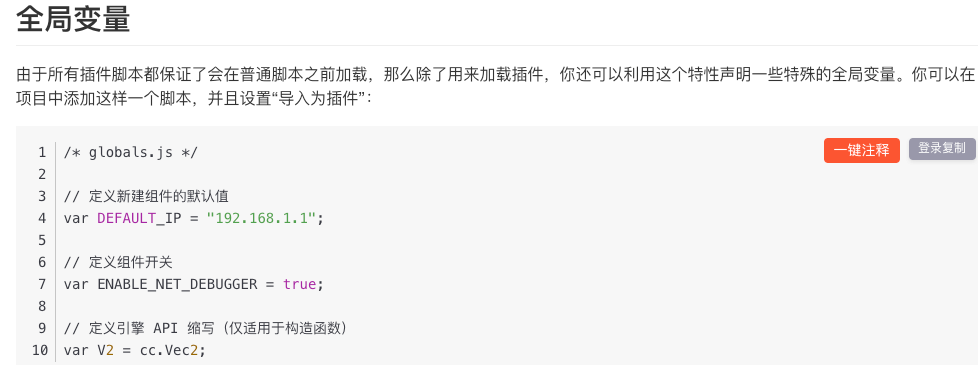 全局变量
由于所有插件脚本都保证了会在普通脚本之前加载，那么除了用来加载插件，你还可以利用这个特性声明一些特殊的全局变量。你可以在
项目中添加这样一个脚本，并且设置“导入为插件”：
一键注释 登录复制
1 /* globals.js */
2
3 // 定义新建组件的默认值
4 var DEFAULT_IP = "192.168.1.1";
5
6 // 定义组件开关
7 var ENABLE_NET_DEBUGGER = true;
8
9 // 定义引擎 API 缩写（仅适用于构造函数）
10 var V2 = cc.Vec2;